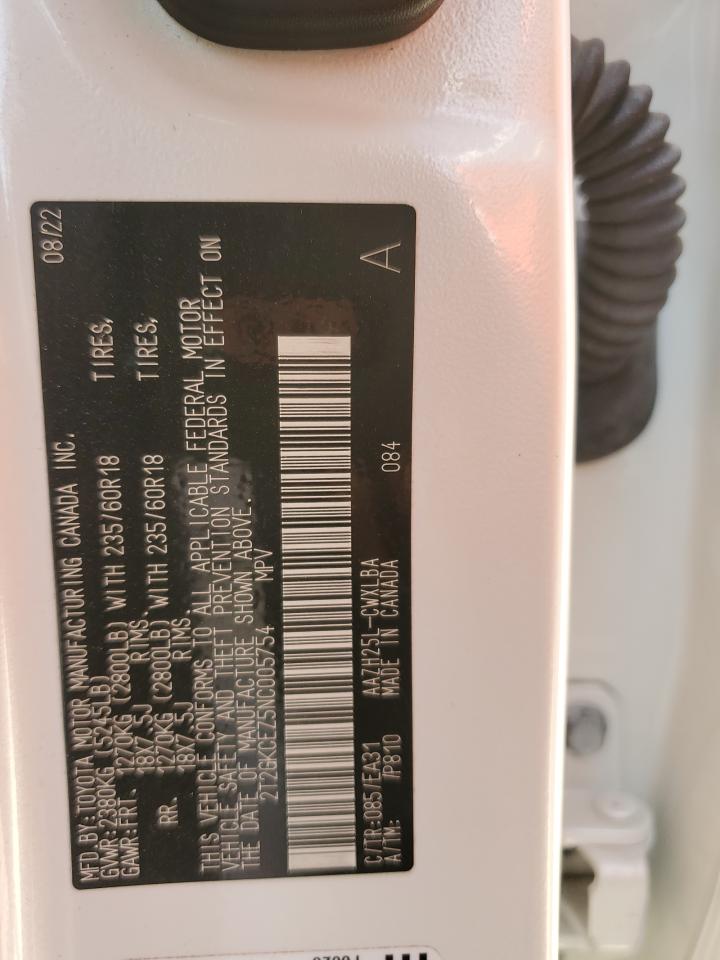 MFD.BY:TOYOTA MOTOR MANUFACTURING CANADA INC. 08/22
GVWR:2380KG (5245LB)
GAWR:FRT. 1270KG (2800LB) WITH 235/60R18 TIRES,
18X7.5J RIMS.
RR. 1270KG (2800LB) WITH 235/60R18 TIRES,
18X7.5J RIMS.
THIS VEHICLE CONFORMS TO ALL APPLICABLE FEDERAL MOTOR
VEHICLE SAFETY AND THEFT PREVENTION STANDARDS IN EFFECT ON
THE DATE OF MANUFACTURE SHOWN ABOVE.
2T2GKCEZ5NC005754 MPV
C/TR:085/EA31 AAZH25L-CWXLBA 084 A
A/TM: /P810 MADE IN CANADA